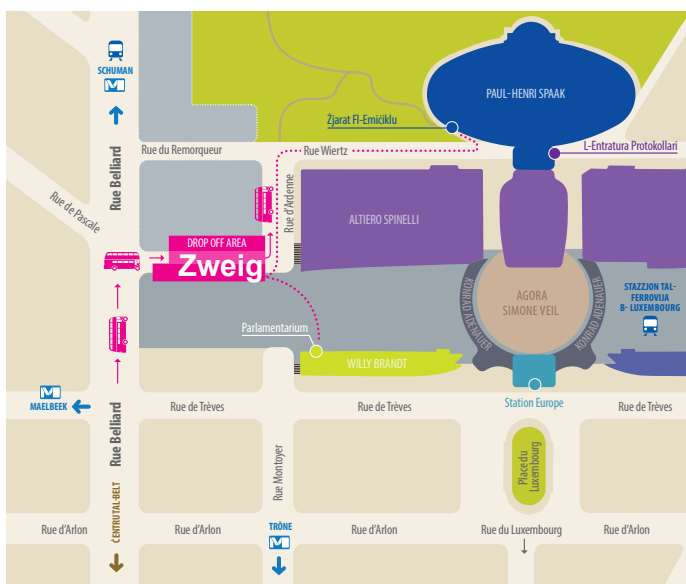 SCHUMAN
M
PAUL-HENRI SPAAK
Żjarat Fl-Emiċiklu
L-Entratura Protokollari
Rue du Remorqueur
Rue Wiertz
Rue Belliard
Rue de Pascale
Rue d'Ardenne
ALTIERO SPINELLI
DROP OFF AREA
Zweig
KONRAD ADENAUER
AGORA
SIMONE VEIL
KONRAD ADENAUER
STAZZJON TAL-
FERROVIJA
B- LUXEMBOURG
Parlamentarium
WILLY BRANDT
M
MAELBEEK
Rue Belliard
Rue de Trèves
Rue de Trèves
Station Europe
Rue de Trèves
Rue Montoyer
Place du
Luxembourg
ĊENTRUTAL-BELT
Rue d'Arlon
Rue d'Arlon
TRÔNE
M
Rue d'Arlon
Rue du Luxembourg
Rue d'Arlon